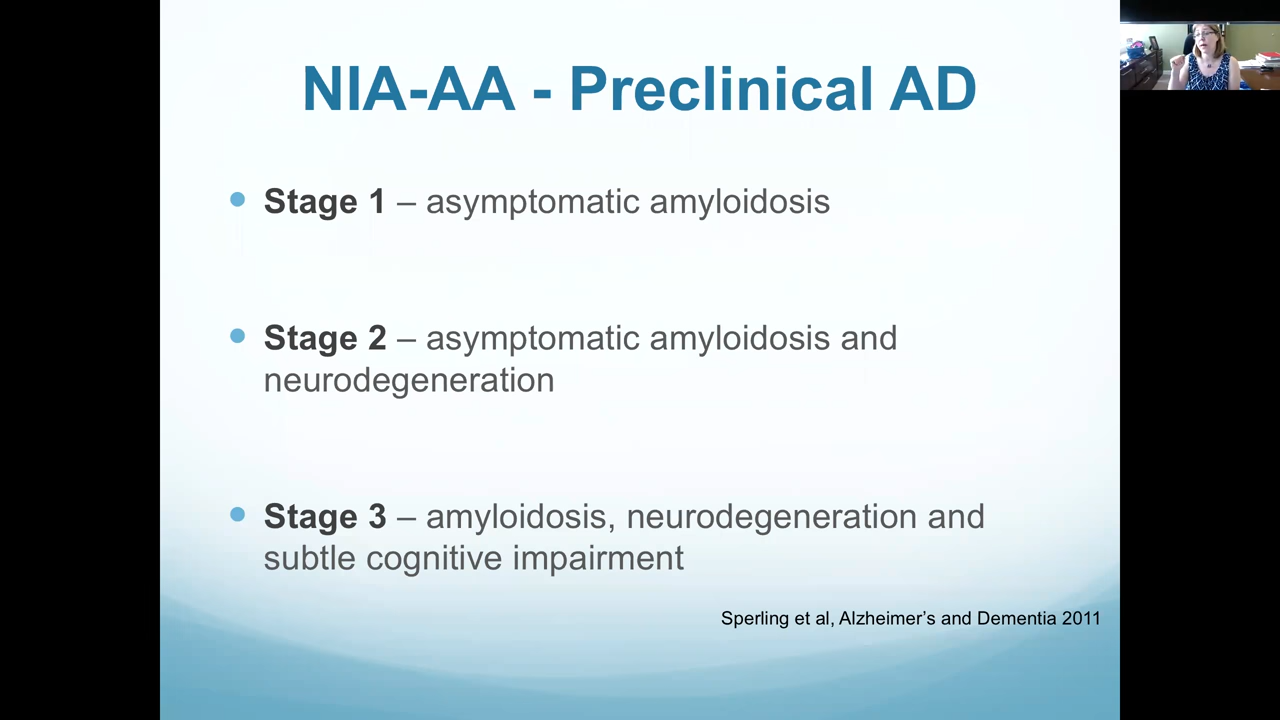 NIA-AA - Preclinical AD
Stage 1 – asymptomatic amyloidosis
Stage 2 – asymptomatic amyloidosis and
neurodegeneration
Stage 3 – amyloidosis, neurodegeneration and
subtle cognitive impairment
Sperling et al, Alzheimer’s and Dementia 2011